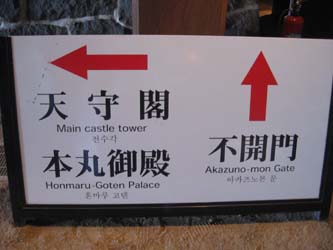 天守閣
Main castle tower
천수각
本丸御殿
Honmaru-Goten Palace
혼마루 고텐
不開門
Akazuno-mon Gate
아카즈노몬 문